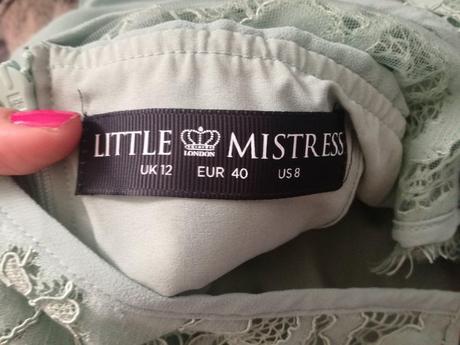 LITTLE MISTRESS
LONDON
UK 12 EUR 40 US 8